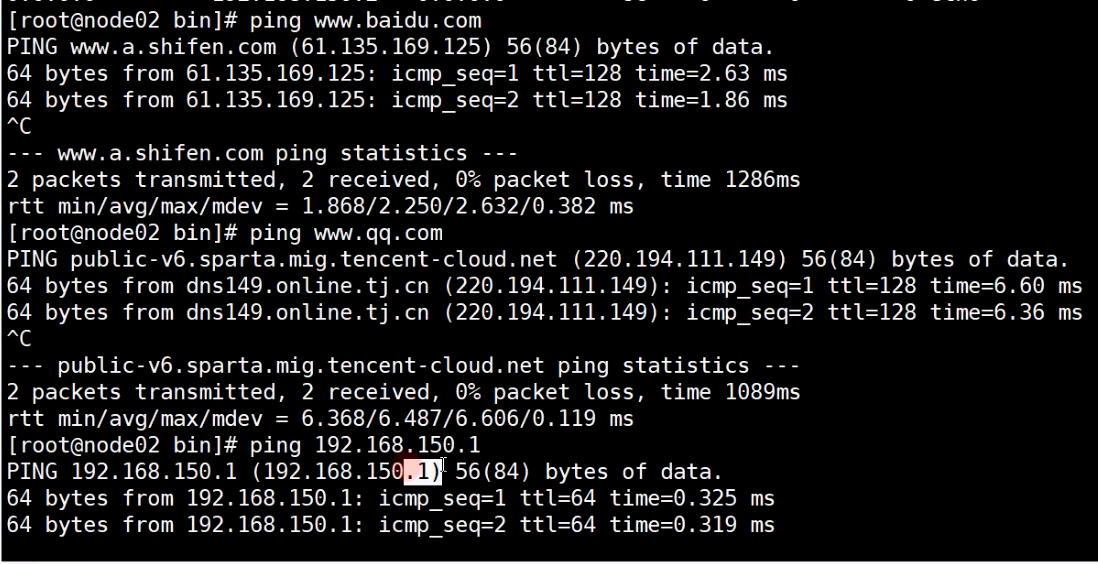 [root@node02 bin]# ping www.baidu.com
PING www.a.shifen.com (61.135.169.125) 56(84) bytes of data.
64 bytes from 61.135.169.125: icmp_seq=1 ttl=128 time=2.63 ms
64 bytes from 61.135.169.125: icmp_seq=2 ttl=128 time=1.86 ms
^C
--- www.a.shifen.com ping statistics ---
2 packets transmitted, 2 received, 0% packet loss, time 1286ms
rtt min/avg/max/mdev = 1.868/2.250/2.632/0.382 ms
[root@node02 bin]# ping www.qq.com
PING public-v6.sparta.mig.tencent-cloud.net (220.194.111.149) 56(84) bytes of data.
64 bytes from dns149.online.tj.cn (220.194.111.149): icmp_seq=1 ttl=128 time=6.60 ms
64 bytes from dns149.online.tj.cn (220.194.111.149): icmp_seq=2 ttl=128 time=6.36 ms
^C
--- public-v6.sparta.mig.tencent-cloud.net ping statistics ---
2 packets transmitted, 2 received, 0% packet loss, time 1089ms
rtt min/avg/max/mdev = 6.368/6.487/6.606/0.119 ms
[root@node02 bin]# ping 192.168.150.1
PING 192.168.150.1 (192.168.150.1) 56(84) bytes of data.
64 bytes from 192.168.150.1: icmp_seq=1 ttl=64 time=0.325 ms
64 bytes from 192.168.150.1: icmp_seq=2 ttl=64 time=0.319 ms